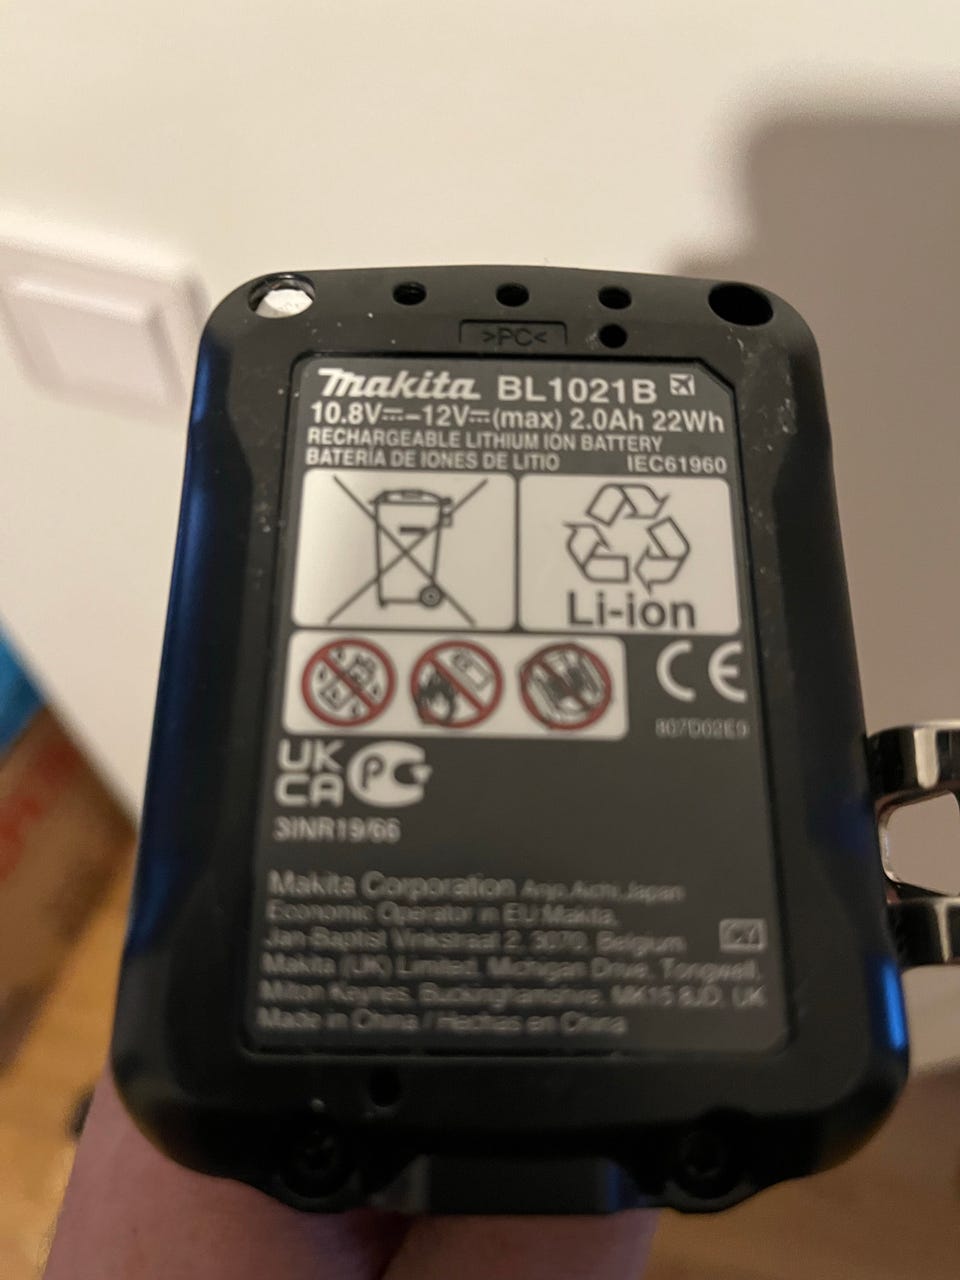 >PC<
makita BL1021B
10.8V⎓-12V⎓(max) 2.0Ah 22Wh
RECHARGEABLE LITHIUM ION BATTERY
BATERÍA DE IONES DE LITIO IEC61960
Li-ion
CE
807D02E9
UK
CA
PC
3INR19/66
Makita Corporation Anjo, Aichi, Japan
Economic Operator in EU:Makita,
Jan-Baptist Vinkstraat 2, 3070, Belgium
Makita (UK) Limited, Michigan Drive, Tongwell,
Milton Keynes, Buckinghamshire, MK15 8JD, UK
Made in China / Hechas en China